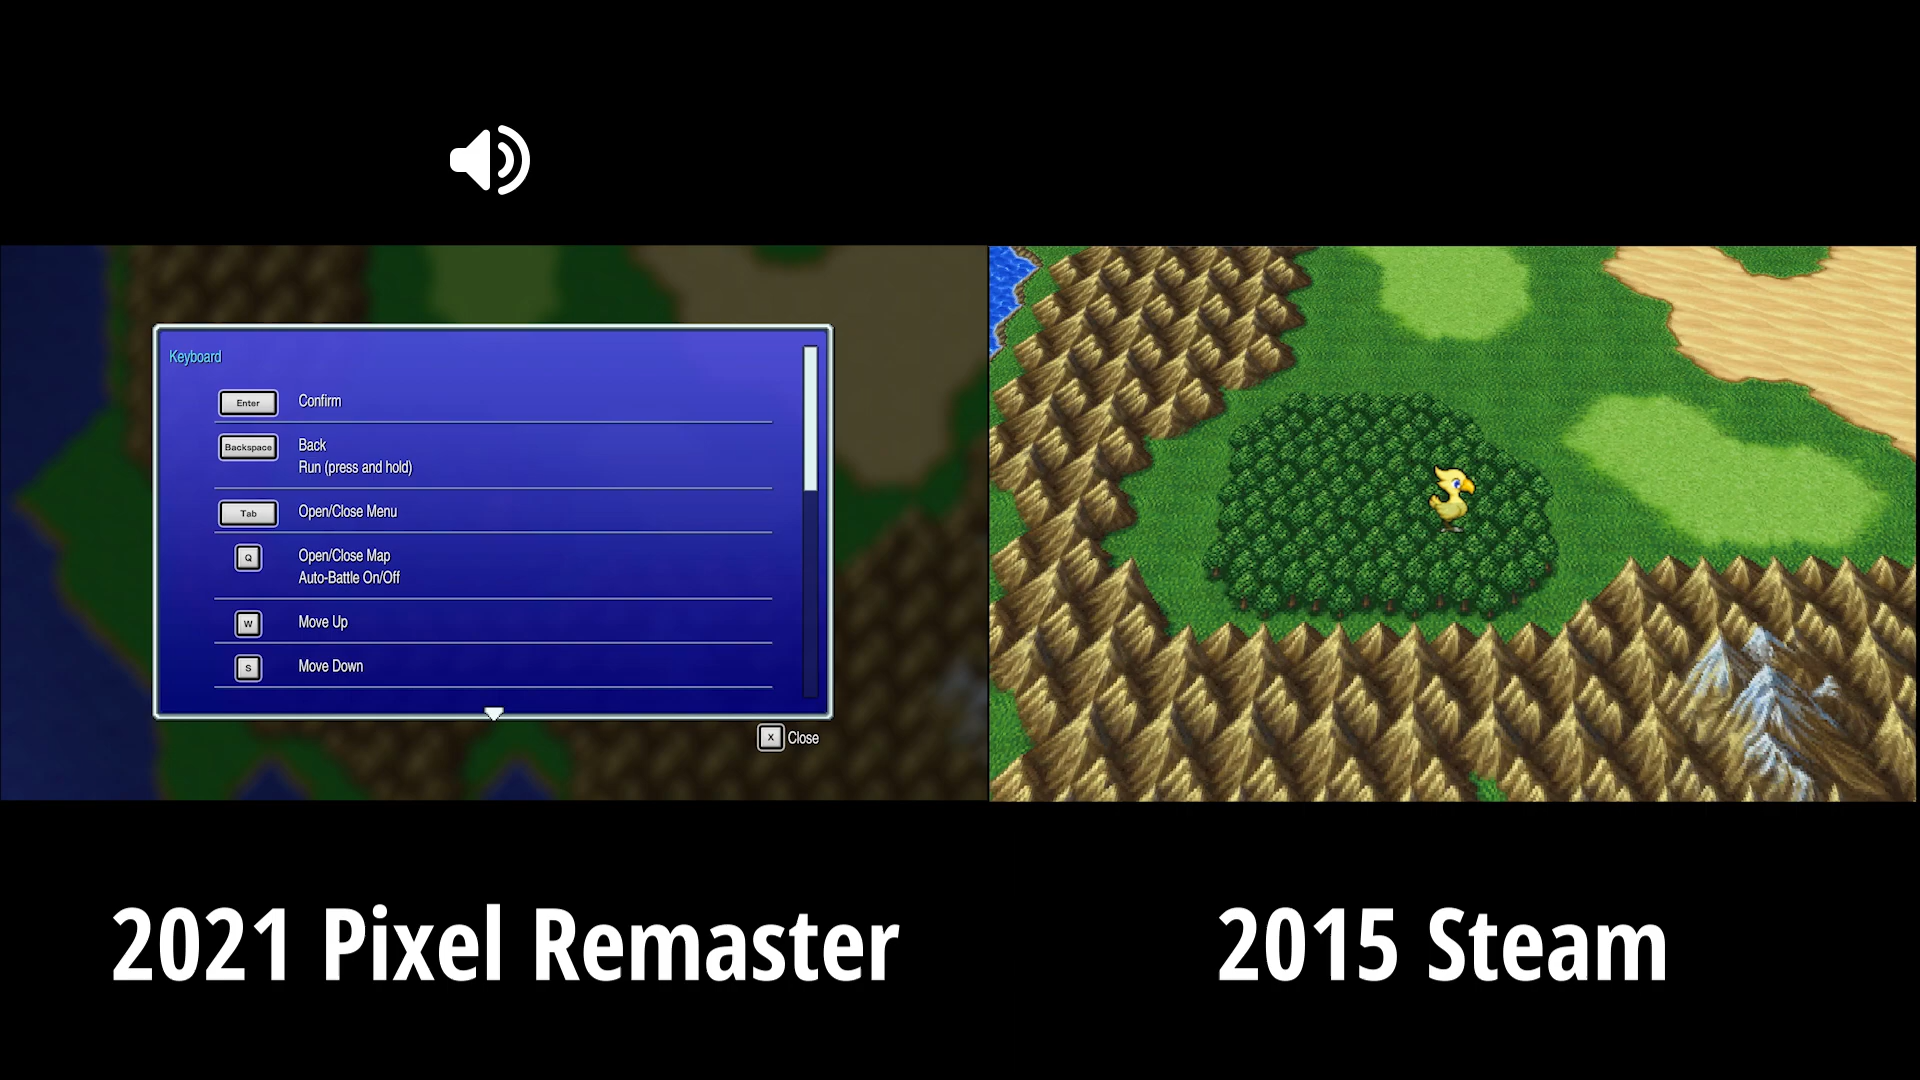 Keyboard
Enter Confirm
Backspace Back
Run (press and hold)
Tab Open/Close Menu
Q Open/Close Map
Auto-Battle On/Off
W Move Up
S Move Down
X Close
2021 Pixel Remaster
2015 Steam